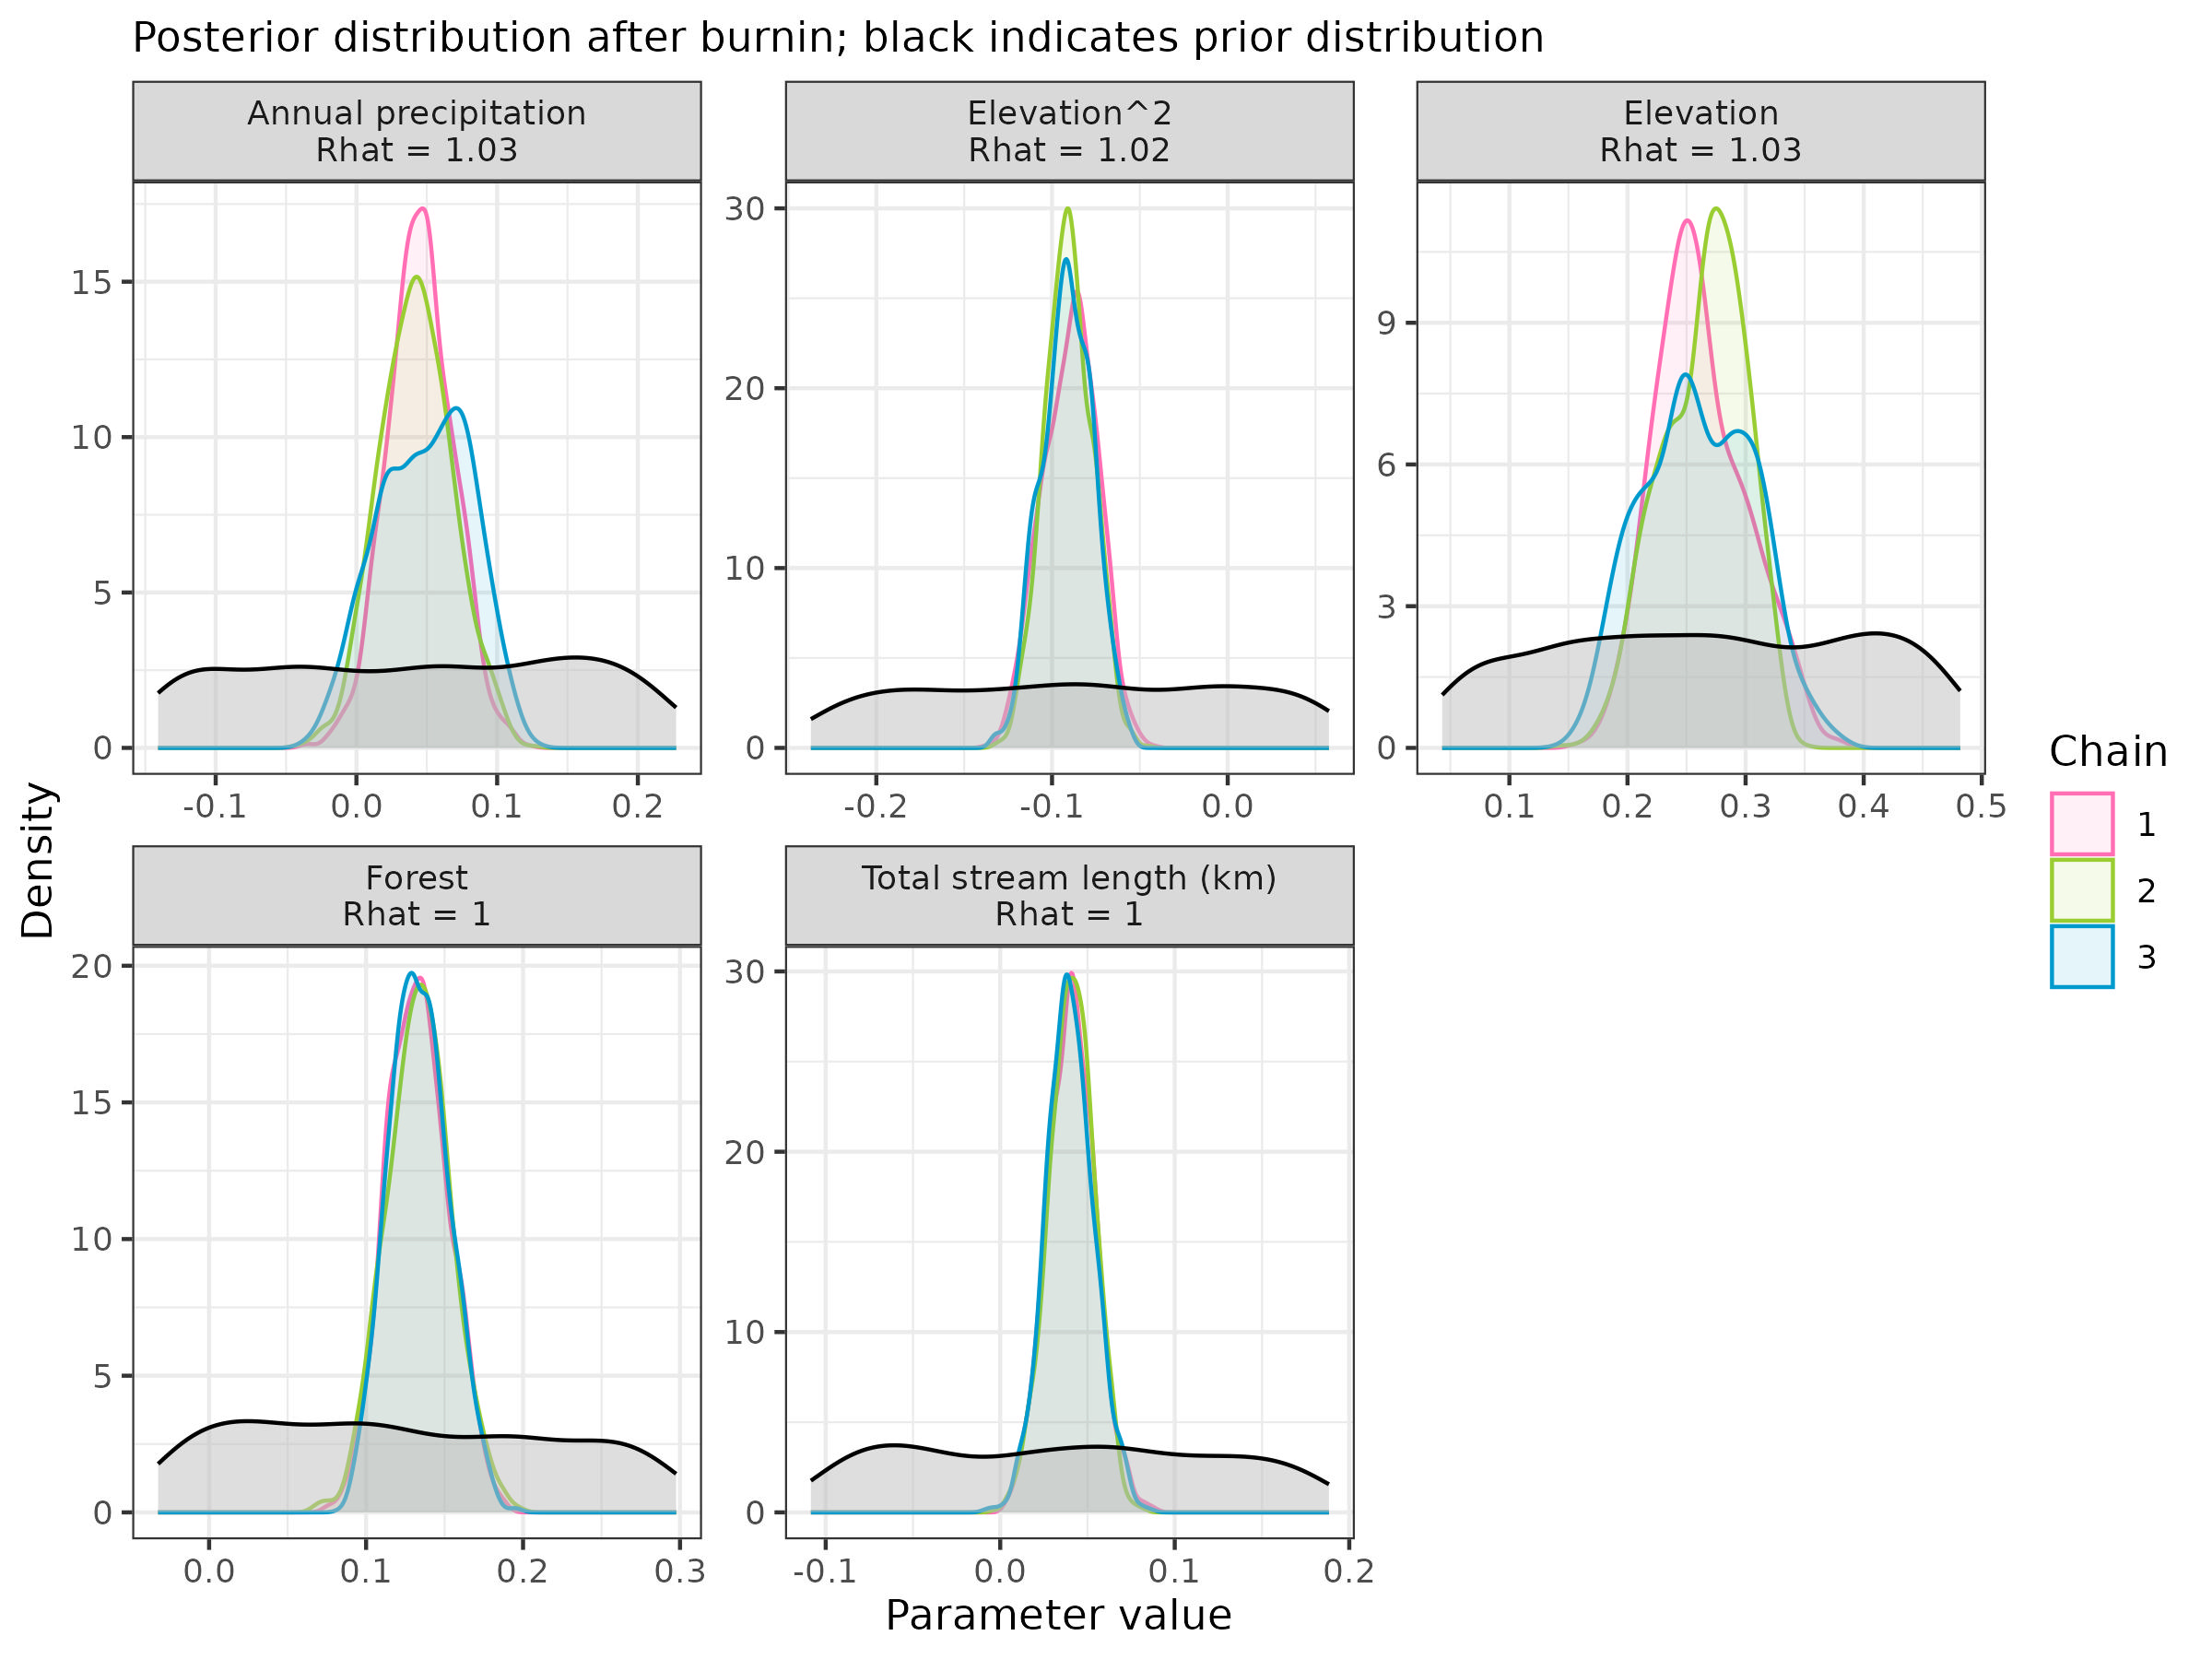 Posterior distribution after burnin; black indicates prior distribution
Annual precipitation
Rhat = 1.03
Elevation^2
Rhat = 1.02
Elevation
Rhat = 1.03
15
10
5
0
-0.1 0.0 0.1 0.2
30
20
10
0
-0.2 -0.1 0.0
9
6
3
0
0.1 0.2 0.3 0.4 0.5
Forest
Rhat = 1
Total stream length (km)
Rhat = 1
20
15
10
5
0
0.0 0.1 0.2 0.3
30
20
10
0
-0.1 0.0 0.1 0.2
Density
Parameter value
Chain
1
2
3